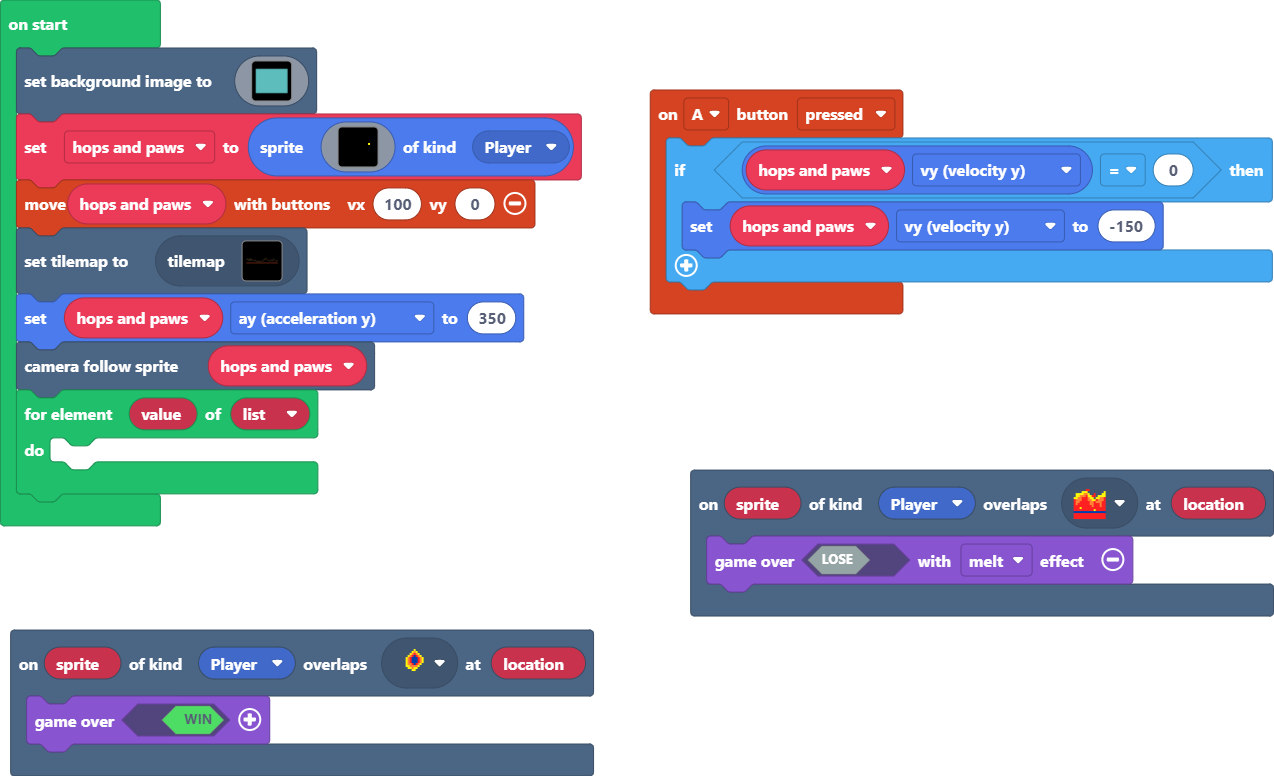 on start
set background image to
set hops and paws to sprite of kind Player
move hops and paws with buttons vx 100 vy 0
set tilemap to tilemap
set hops and paws ay (acceleration y) to 350
camera follow sprite hops and paws
for element value of list
do
on A button pressed
if hops and paws vy (velocity y) = 0 then
set hops and paws vy (velocity y) to -150
on sprite of kind Player overlaps at location
game over LOSE with melt effect
on sprite of kind Player overlaps at location
game over WIN